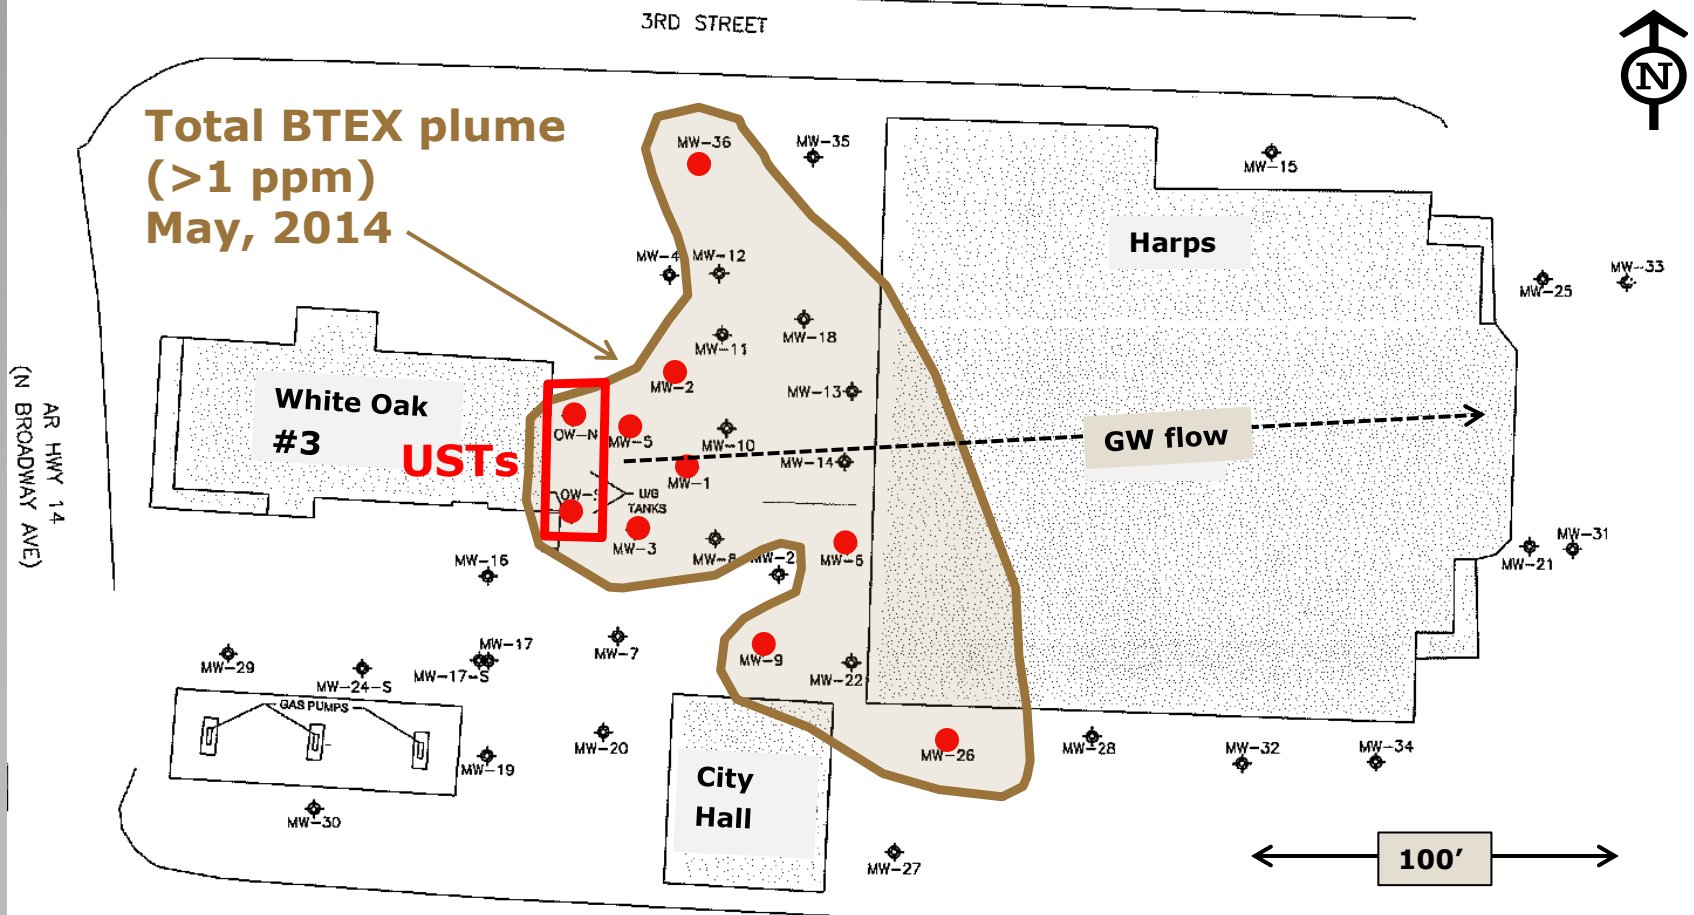 3RD STREET
N
Total BTEX plume
(>1 ppm)
May, 2014
MW-36
MW-35
MW-15
Harps
MW-4
MW-12
MW-25
MW-33
MW-18
MW-11
MW-2
MW-13
White Oak
#3
USTs
OW-N
MW-5
MW-10
GW flow
MW-14
MW-1
AR HWY 14
(N BROADWAY AVE)
U/G
TANKS
MW-3
MW-8
MW-6
MW-16
MW-21
MW-31
MW-17
MW-7
MW-9
MW-29
MW-24-S
MW-17-S
MW-22
GAS PUMPS
MW-20
MW-19
MW-26
MW-28
MW-32
MW-34
City
Hall
MW-30
MW-27
100’